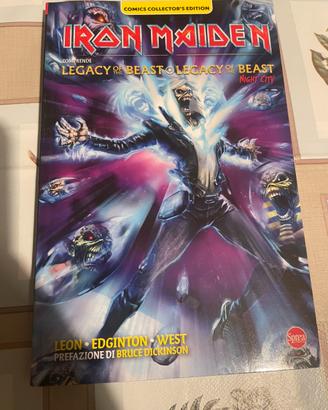 COMICS COLLECTOR'S EDITION
IRON MAIDEN
COMPRENDE
LEGACY OF THE BEAST LEGACY OF THE BEAST
NIGHT CITY
LEON • EDGINTON • WEST
PREFAZIONE DI BRUCE DICKINSON
Sprea